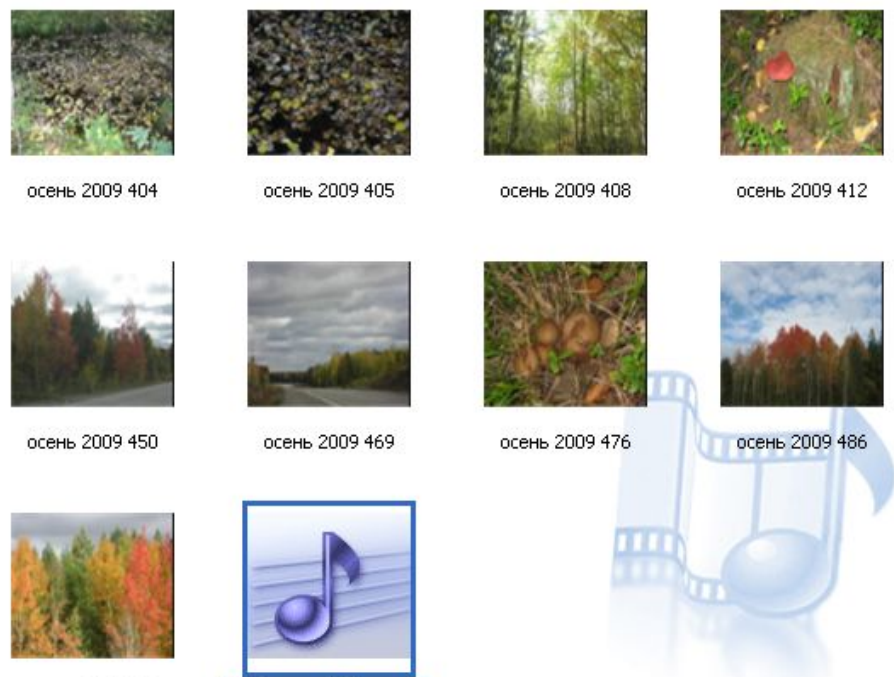 осень 2009 404
осень 2009 405
осень 2009 408
осень 2009 412
осень 2009 450
осень 2009 469
осень 2009 476
осень 2009 486